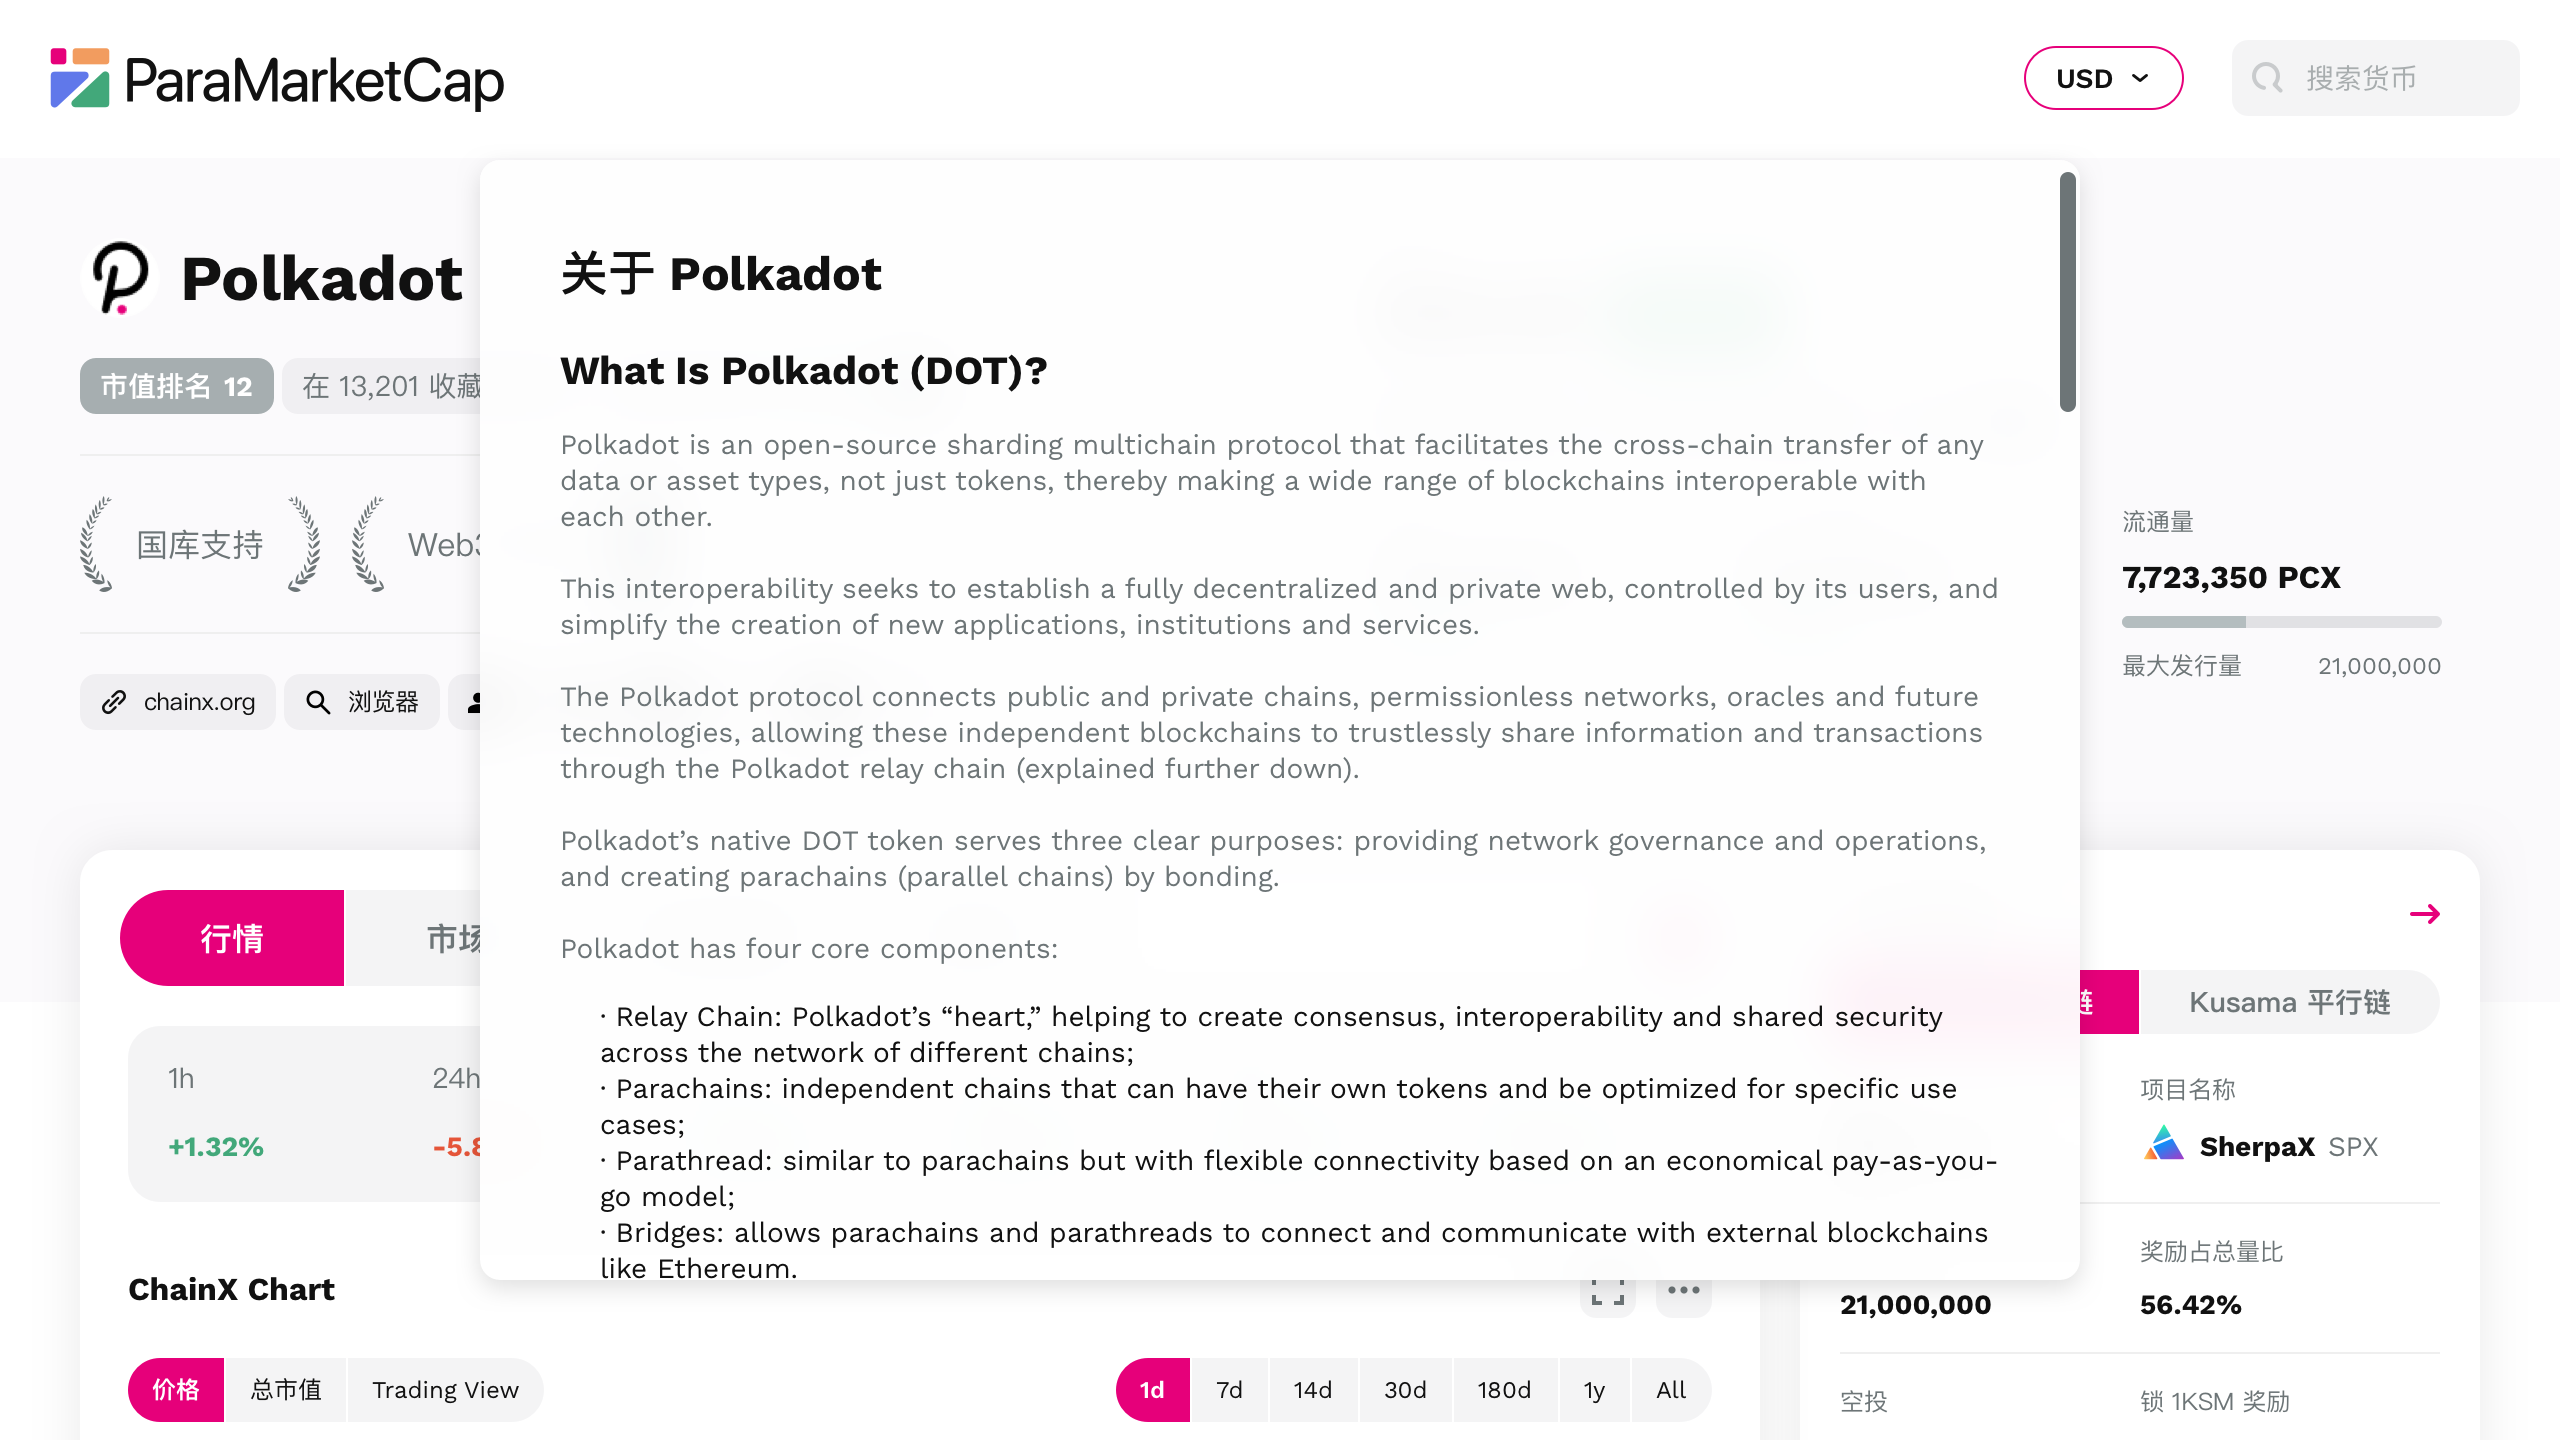 ParaMarketCap
USD
搜索货币
Polkadot
市值排名 12
在 13,201 收藏
国库支持
Web3
chainx.org
浏览器
关于 Polkadot
What Is Polkadot (DOT)?
Polkadot is an open-source sharding multichain protocol that facilitates the cross-chain transfer of any
data or asset types, not just tokens, thereby making a wide range of blockchains interoperable with
each other.
This interoperability seeks to establish a fully decentralized and private web, controlled by its users, and
simplify the creation of new applications, institutions and services.
The Polkadot protocol connects public and private chains, permissionless networks, oracles and future
technologies, allowing these independent blockchains to trustlessly share information and transactions
through the Polkadot relay chain (explained further down).
Polkadot’s native DOT token serves three clear purposes: providing network governance and operations,
and creating parachains (parallel chains) by bonding.
Polkadot has four core components:
· Relay Chain: Polkadot’s “heart,” helping to create consensus, interoperability and shared security
across the network of different chains;
· Parachains: independent chains that can have their own tokens and be optimized for specific use
cases;
· Parathread: similar to parachains but with flexible connectivity based on an economical pay-as-you-
go model;
· Bridges: allows parachains and parathreads to connect and communicate with external blockchains
like Ethereum.
流通量
7,723,350 PCX
最大发行量 21,000,000
行情
市场
1h
24h
+1.32%
-5.8
ChainX Chart
价格
总市值
Trading View
1d
7d
14d
30d
180d
1y
All
链
Kusama 平行链
项目名称
SherpaX SPX
奖励占总量比
21,000,000
56.42%
空投
锁 1KSM 奖励